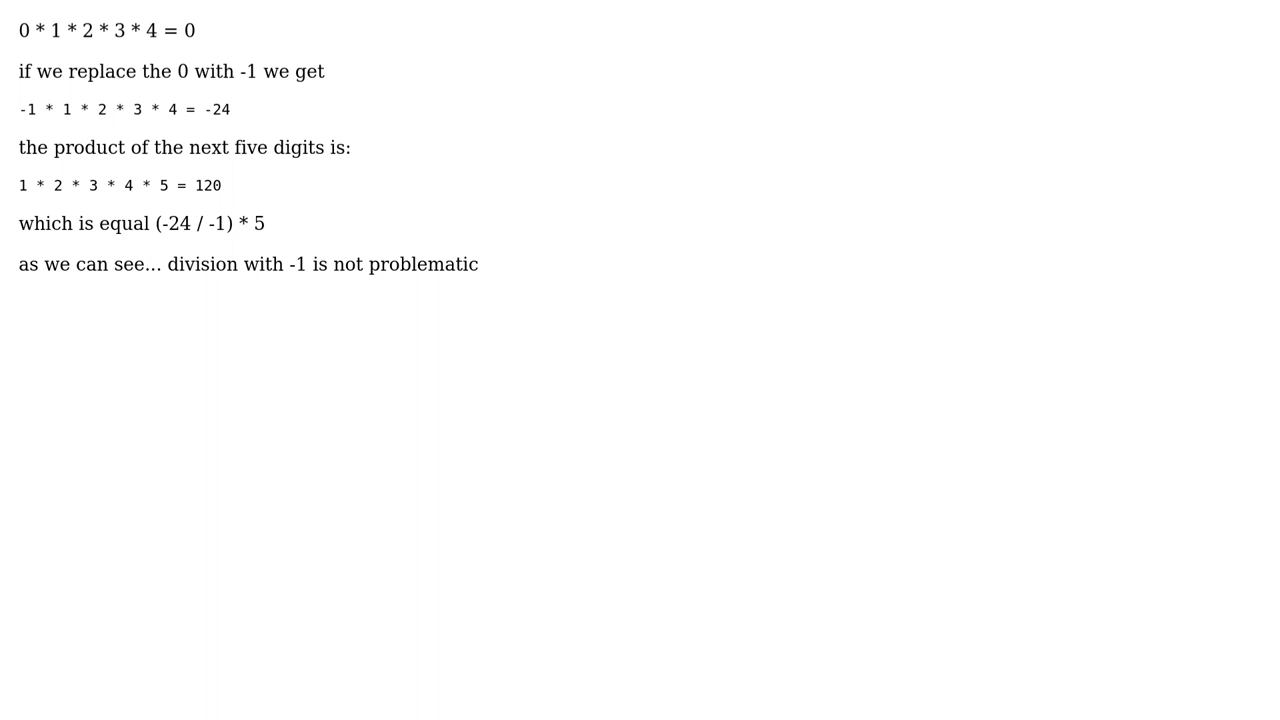 0 * 1 * 2 * 3 * 4 = 0
if we replace the 0 with -1 we get
-1 * 1 * 2 * 3 * 4 = -24
the product of the next five digits is:
1 * 2 * 3 * 4 * 5 = 120
which is equal (-24 / -1) * 5
as we can see... division with -1 is not problematic